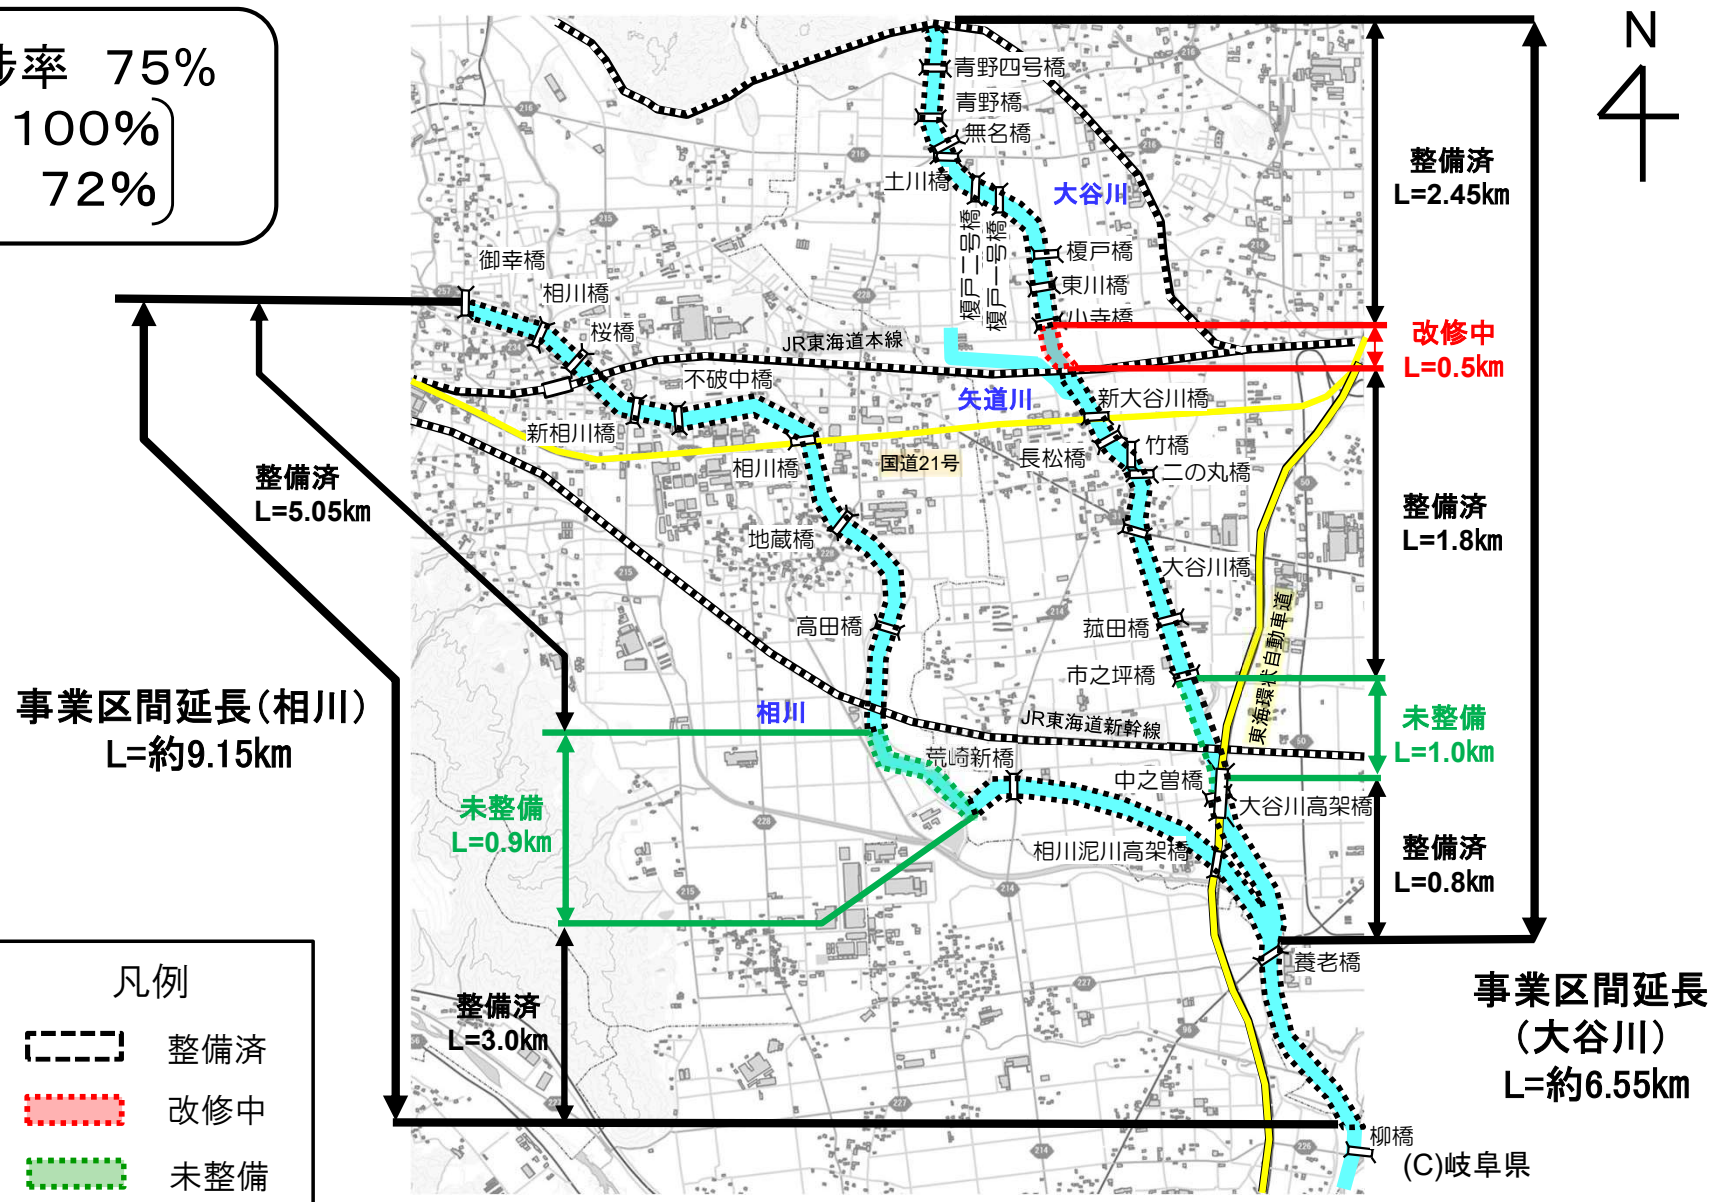 歩率 75%
100%
72%
N
青野四号橋
青野橋
無名橋
土川橋
大谷川
榎戸二号橋
榎戸一号橋
榎戸橋
東川橋
小寺橋
整備済
L=2.45km
改修中
L=0.5km
御幸橋
相川橋
桜橋
JR東海道本線
不破中橋
矢道川
新大谷川橋
新相川橋
相川橋
国道21号
長松橋
竹橋
二の丸橋
整備済
L=5.05km
整備済
L=1.8km
地蔵橋
大谷川橋
高田橋
菰田橋
市之坪橋
東海環状自動車道
事業区間延長(相川)
L=約9.15km
相川
JR東海道新幹線
未整備
L=1.0km
荒崎新橋
中之曽橋
大谷川高架橋
未整備
L=0.9km
相川泥川高架橋
整備済
L=0.8km
養老橋
事業区間延長
(大谷川)
L=約6.55km
整備済
L=3.0km
凡例
整備済
改修中
未整備
柳橋
(C)岐阜県